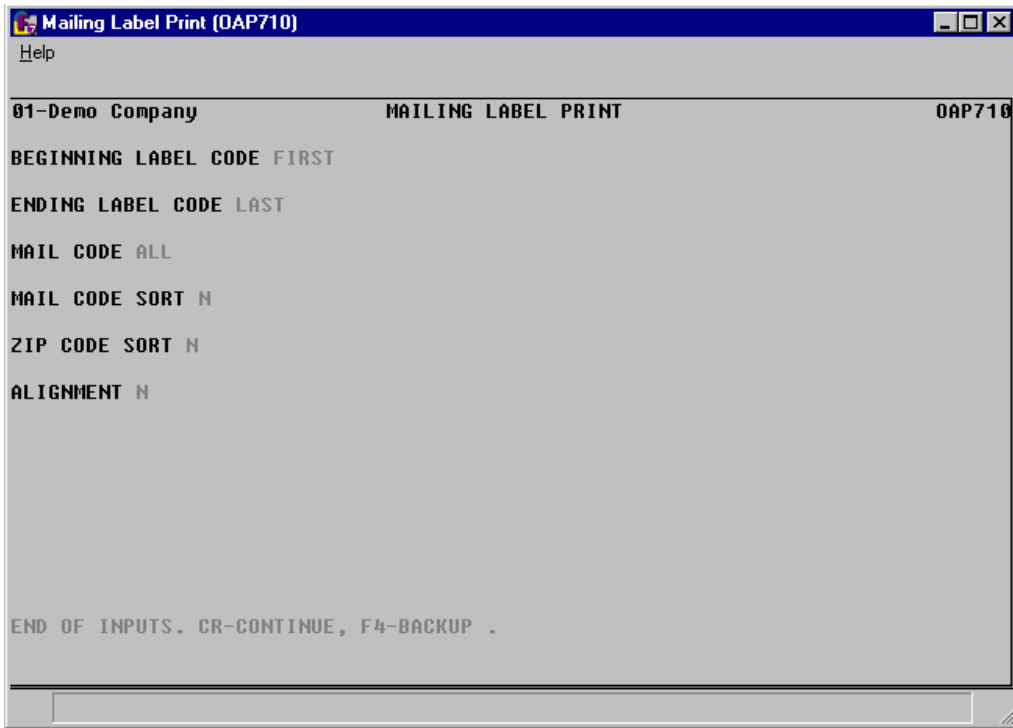 Mailing Label Print (OAP710)
Help
01-Demo Company MAILING LABEL PRINT OAP710
BEGINNING LABEL CODE FIRST
ENDING LABEL CODE LAST
MAIL CODE ALL
MAIL CODE SORT N
ZIP CODE SORT N
ALIGNMENT N
END OF INPUTS. CR-CONTINUE, F4-BACKUP .